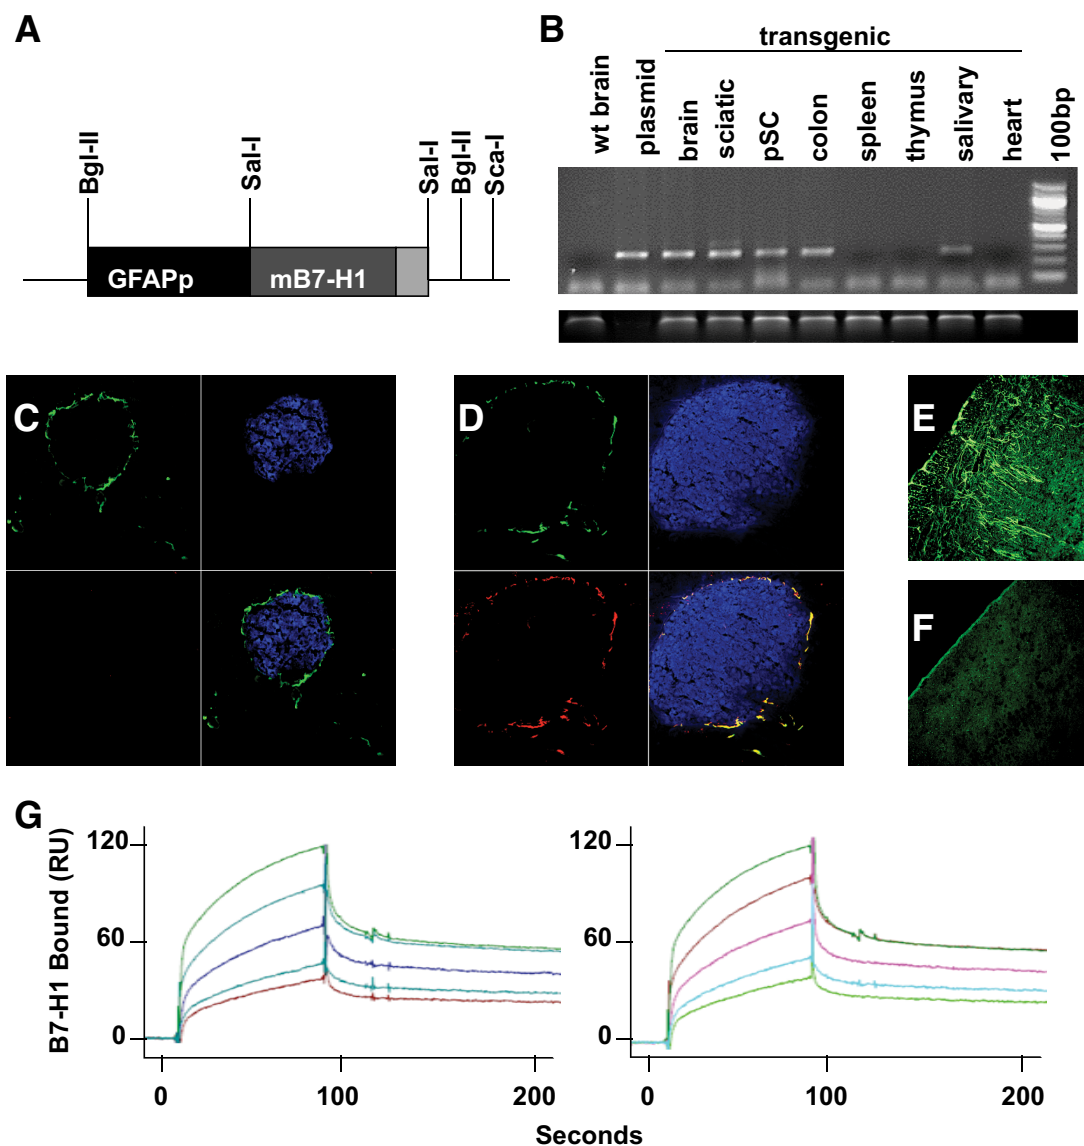 A
Bgl-II
Sal-I
Sal-I
Bgl-II
Sca-I
GFAPp
mB7-H1
B
transgenic
wt brain
plasmid
brain
sciatic
pSC
colon
spleen
thymus
salivary
heart
100bp
C
D
E
F
G
B7-H1 Bound (RU)
120
60
0
0
100
200
120
60
0
0
100
200
Seconds